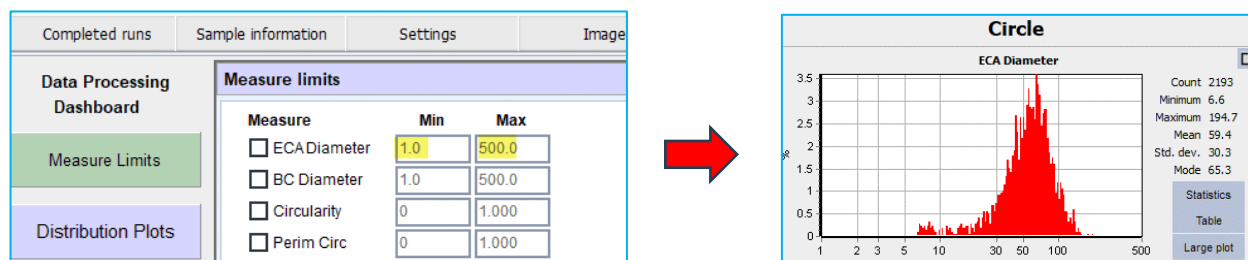 Completed runs Sample information Settings Image
Data Processing
Dashboard
Measure Limits
Distribution Plots
Measure limits
Measure Min Max
ECA Diameter 1.0 500.0
BC Diameter 1.0 500.0
Circularity 0 1.000
Perim Circ 0 1.000
Circle
ECA Diameter
%
3.5
3
2.5
2
1.5
1
0.5
0
1 2 3 5 10 30 50 100 500
Count 2193
Minimum 6.6
Maximum 194.7
Mean 59.4
Std. dev. 30.3
Mode 65.3
Statistics
Table
Large plot